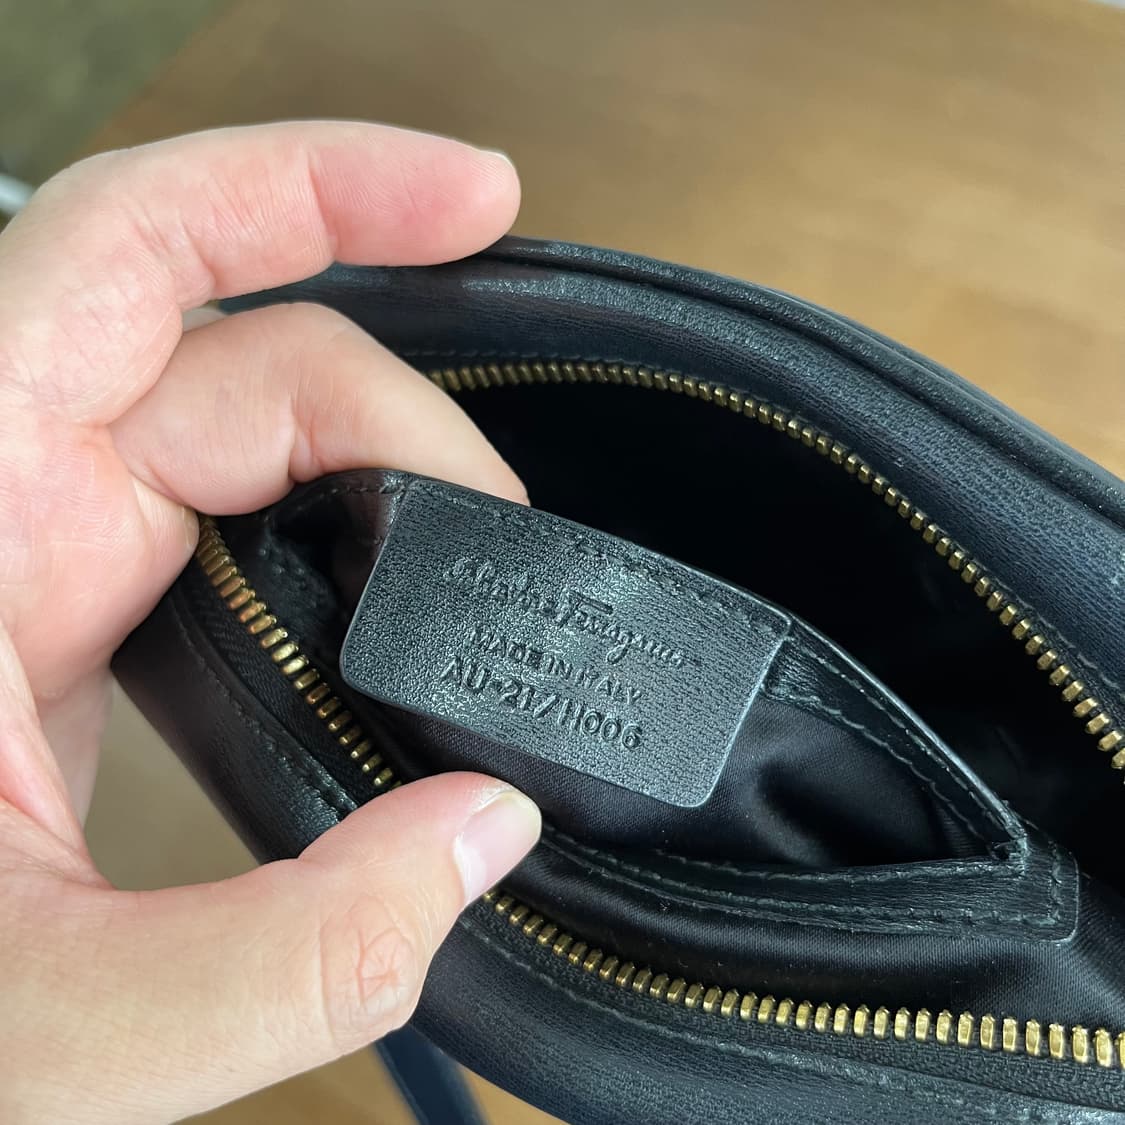 Salvatore Ferragamo
MADE IN ITALY
AU-21/H006